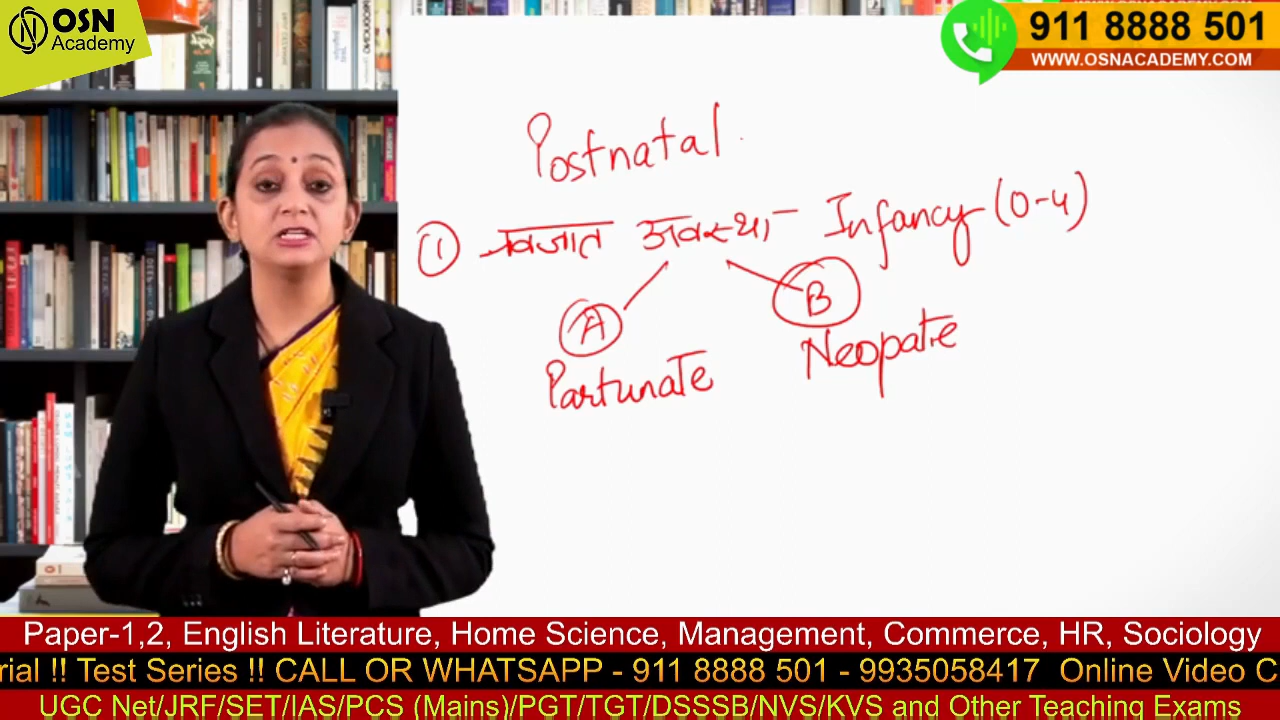 OSN
Academy
911 8888 501
WWW.OSNACADEMY.COM
Postnatal
① नवजात अवस्था - Infancy (0-4)
A
B
Partunate
Neopate
Paper-1,2, English Literature, Home Science, Management, Commerce, HR, Sociology
rial !! Test Series !! CALL OR WHATSAPP - 911 8888 501 - 9935058417 Online Video C
UGC Net/JRF/SET/IAS/PCS (Mains)/PGT/TGT/DSSSB/NVS/KVS and Other Teaching Exams